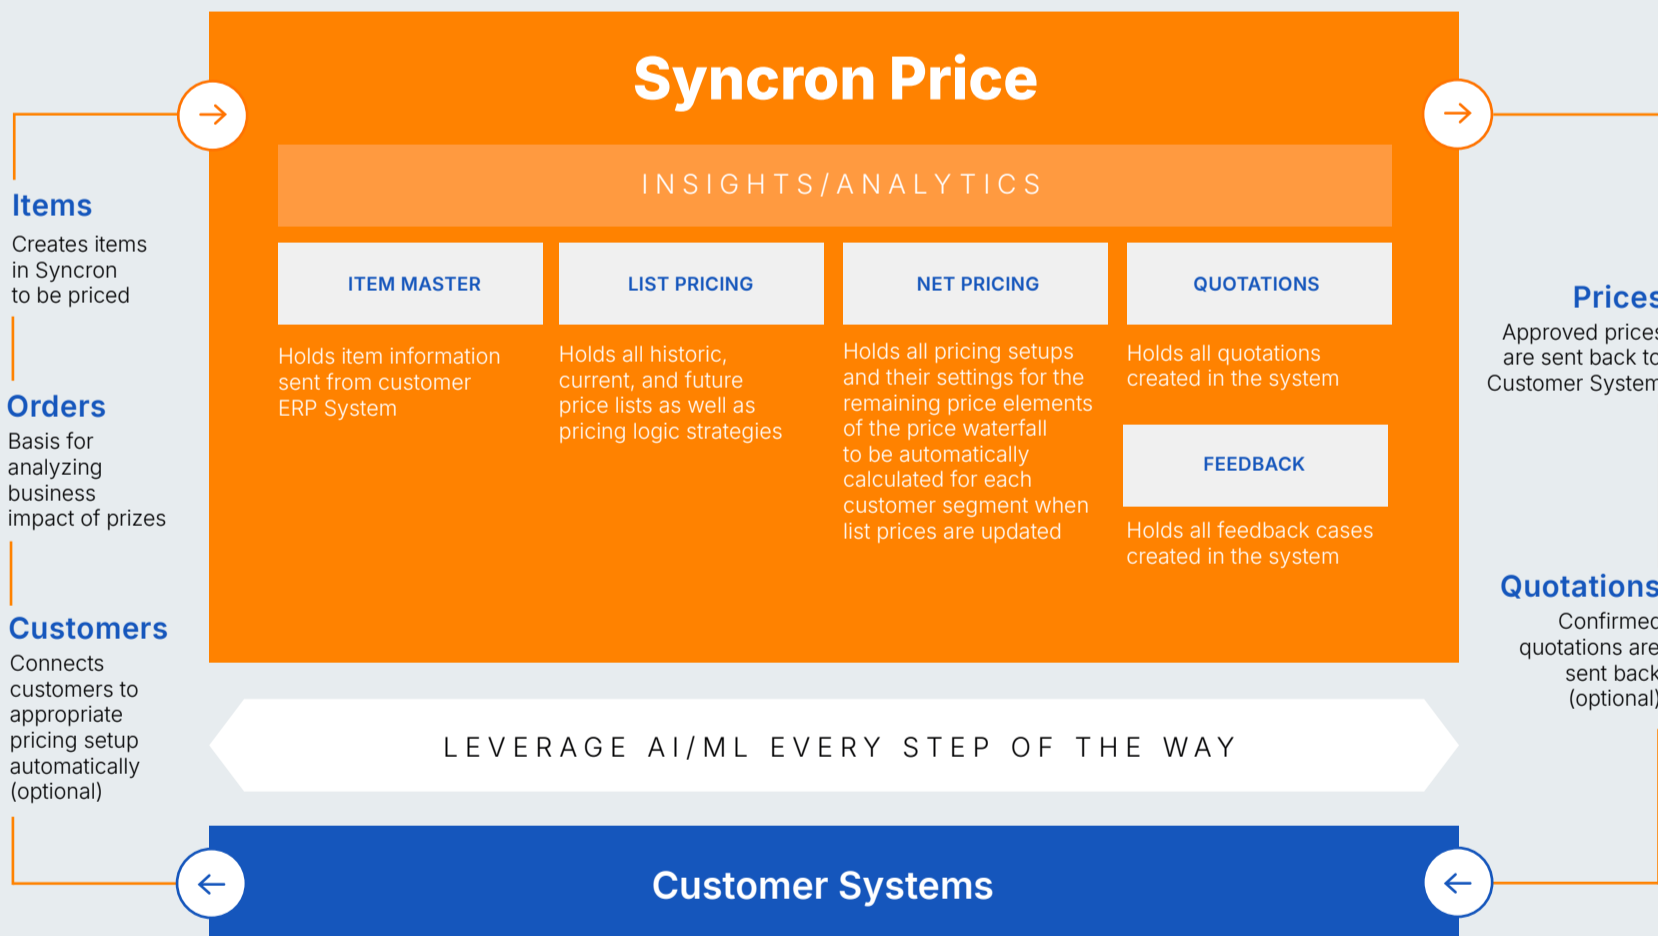 Syncron Price
INSIGHTS/ANALYTICS
Items
Creates items
in Syncron
to be priced
Orders
Basis for
analyzing
business
impact of prizes
Customers
Connects
customers to
appropriate
pricing setup
automatically
(optional)
ITEM MASTER
Holds item information
sent from customer
ERP System
LIST PRICING
Holds all historic,
current, and future
price lists as well as
pricing logic strategies
NET PRICING
Holds all pricing setups
and their settings for the
remaining price elements
of the price waterfall
to be automatically
calculated for each
customer segment when
list prices are updated
QUOTATIONS
Holds all quotations
created in the system
FEEDBACK
Holds all feedback cases
created in the system
Prices
Approved prices
are sent back to
Customer System
Quotations
Confirmed
quotations are
sent back
(optional)
LEVERAGE AI/ML EVERY STEP OF THE WAY
Customer Systems